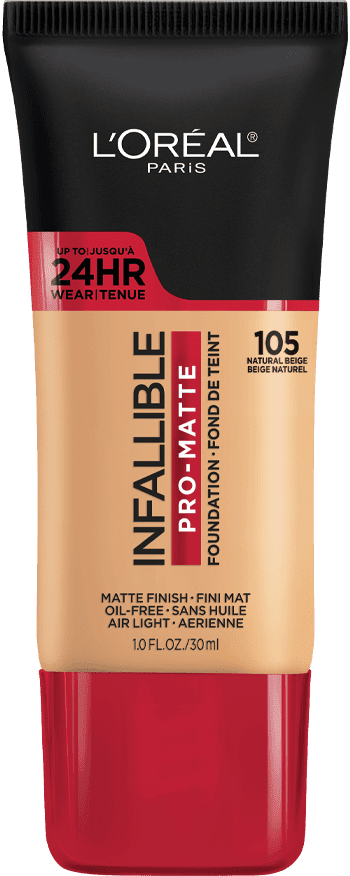 L'ORÉAL®
PARIS
UP TO|JUSQU'À
24HR
WEAR|TENUE
105
NATURAL BEIGE
BEIGE NATUREL
INFALLIBLE
PRO-MATTE
FOUNDATION • FOND DE TEINT
MATTE FINISH • FINI MAT
OIL-FREE • SANS HUILE
AIR LIGHT • AERIENNE
1.0 FL.OZ./30ml